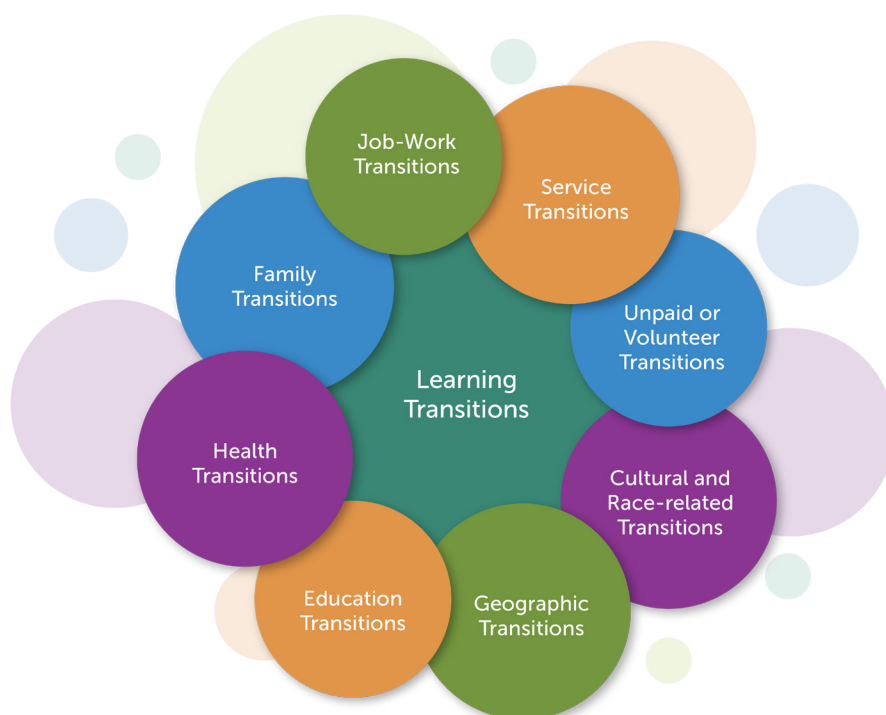 Job-Work
Transitions
Service
Transitions
Family
Transitions
Unpaid or
Volunteer
Transitions
Learning
Transitions
Health
Transitions
Cultural and
Race-related
Transitions
Education
Transitions
Geographic
Transitions